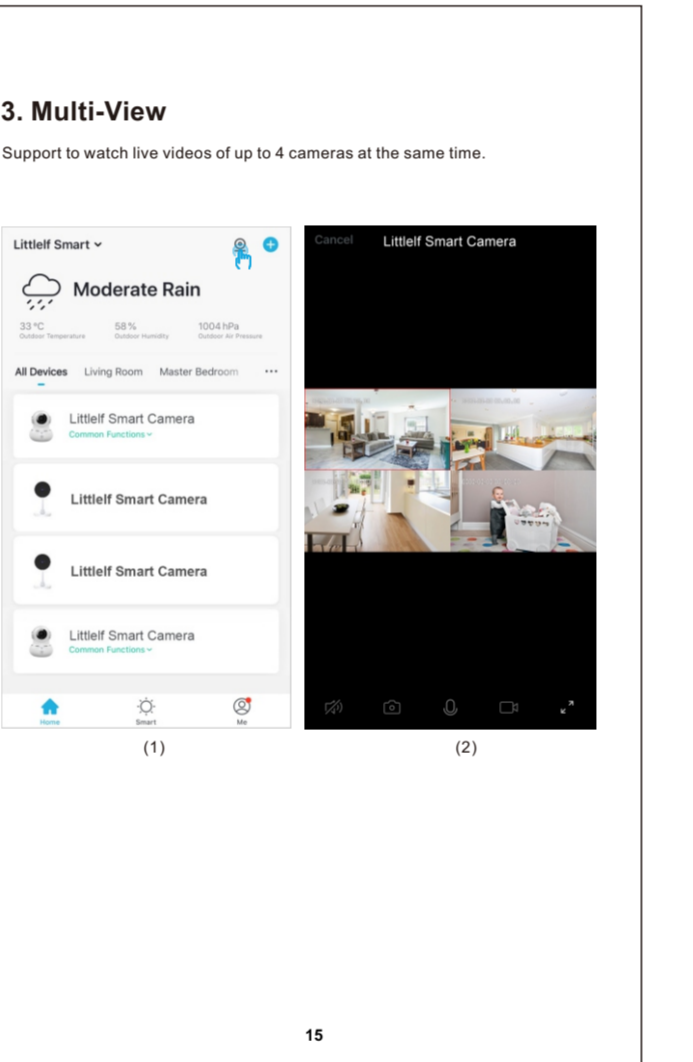 3. Multi-View
Support to watch live videos of up to 4 cameras at the same time.
Littlelf Smart
Moderate Rain
33 °C
58 %
1004 hPa
Outdoor Temperature
Outdoor Humidity
Outdoor Air Pressure
All Devices
Living Room
Master Bedroom
Littlelf Smart Camera
Common Functions
Littlelf Smart Camera
Littlelf Smart Camera
Littlelf Smart Camera
Common Functions
Home
Smart
Me
(1)
Cancel
Littlelf Smart Camera
(2)
15